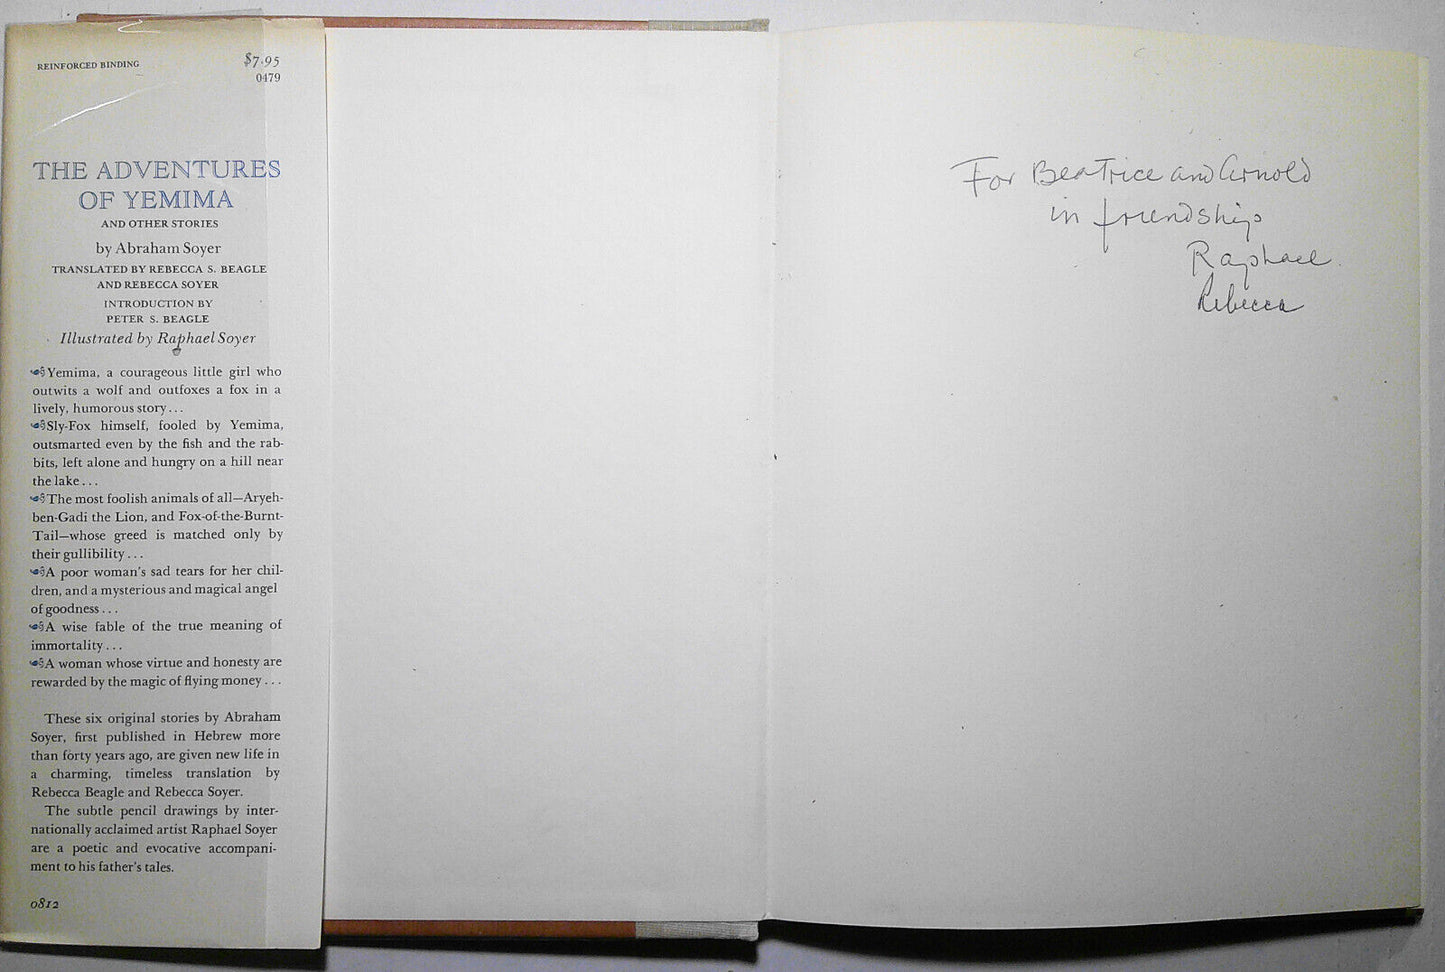 REINFORCED BINDING
$7.95
0479
THE ADVENTURES
OF YEMIMA
AND OTHER STORIES
by Abraham Soyer
TRANSLATED BY REBECCA S. BEAGLE
AND REBECCA SOYER
INTRODUCTION BY
PETER S. BEAGLE
Illustrated by Raphael Soyer
Yemima, a courageous little girl who
outwits a wolf and outfoxes a fox in a
lively, humorous story...
Sly-Fox himself, fooled by Yemima,
outsmarted even by the fish and the rab-
bits, left alone and hungry on a hill near
the lake...
The most foolish animals of all—Aryeh-
ben-Gadi the Lion, and Fox-of-the-Burnt-
Tail—whose greed is matched only by
their gullibility...
A poor woman's sad tears for her chil-
dren, and a mysterious and magical angel
of goodness...
A wise fable of the true meaning of
immortality...
A woman whose virtue and honesty are
rewarded by the magic of flying money...
These six original stories by Abraham
Soyer, first published in Hebrew more
than forty years ago, are given new life in
a charming, timeless translation by
Rebecca Beagle and Rebecca Soyer.
The subtle pencil drawings by inter-
nationally acclaimed artist Raphael Soyer
are a poetic and evocative accompani-
ment to his father's tales.
0812
For Beatrice and Arnold
in friendship
Raphael.
Rebecca